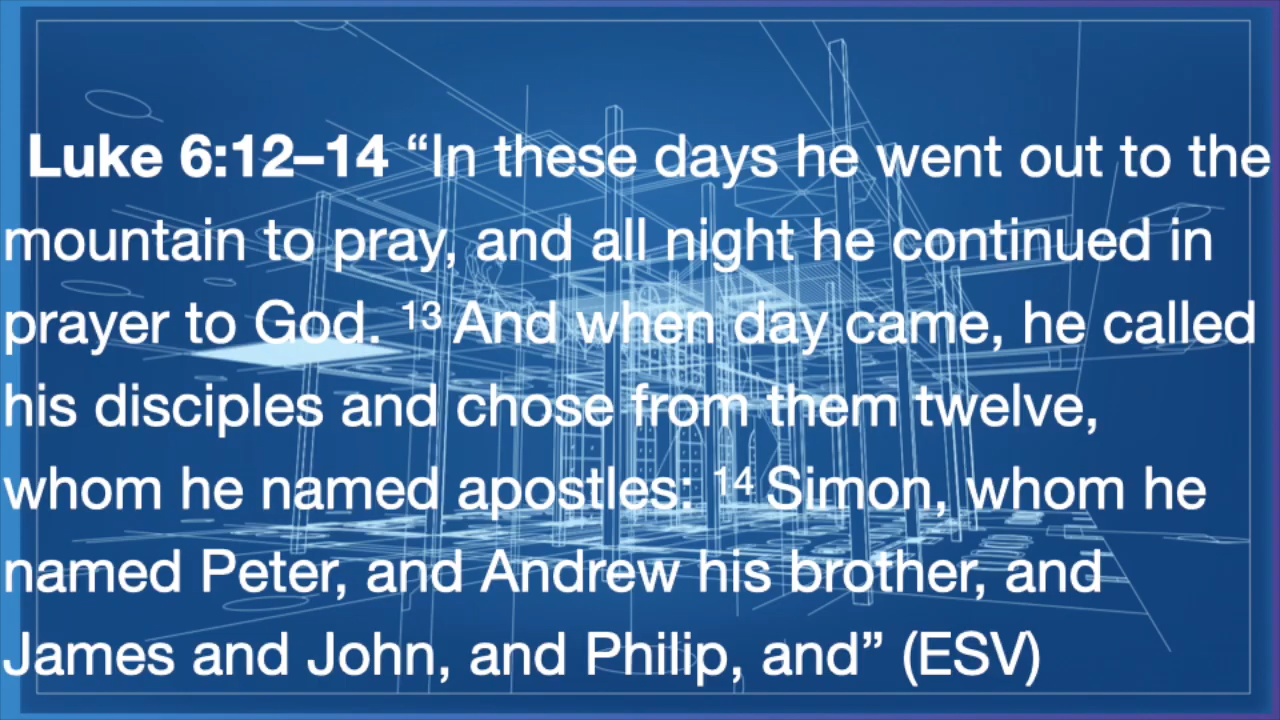 Luke 6:12–14 “In these days he went out to the
mountain to pray, and all night he continued in
prayer to God. ¹³ And when day came, he called
his disciples and chose from them twelve,
whom he named apostles: ¹⁴ Simon, whom he
named Peter, and Andrew his brother, and
James and John, and Philip, and” (ESV)